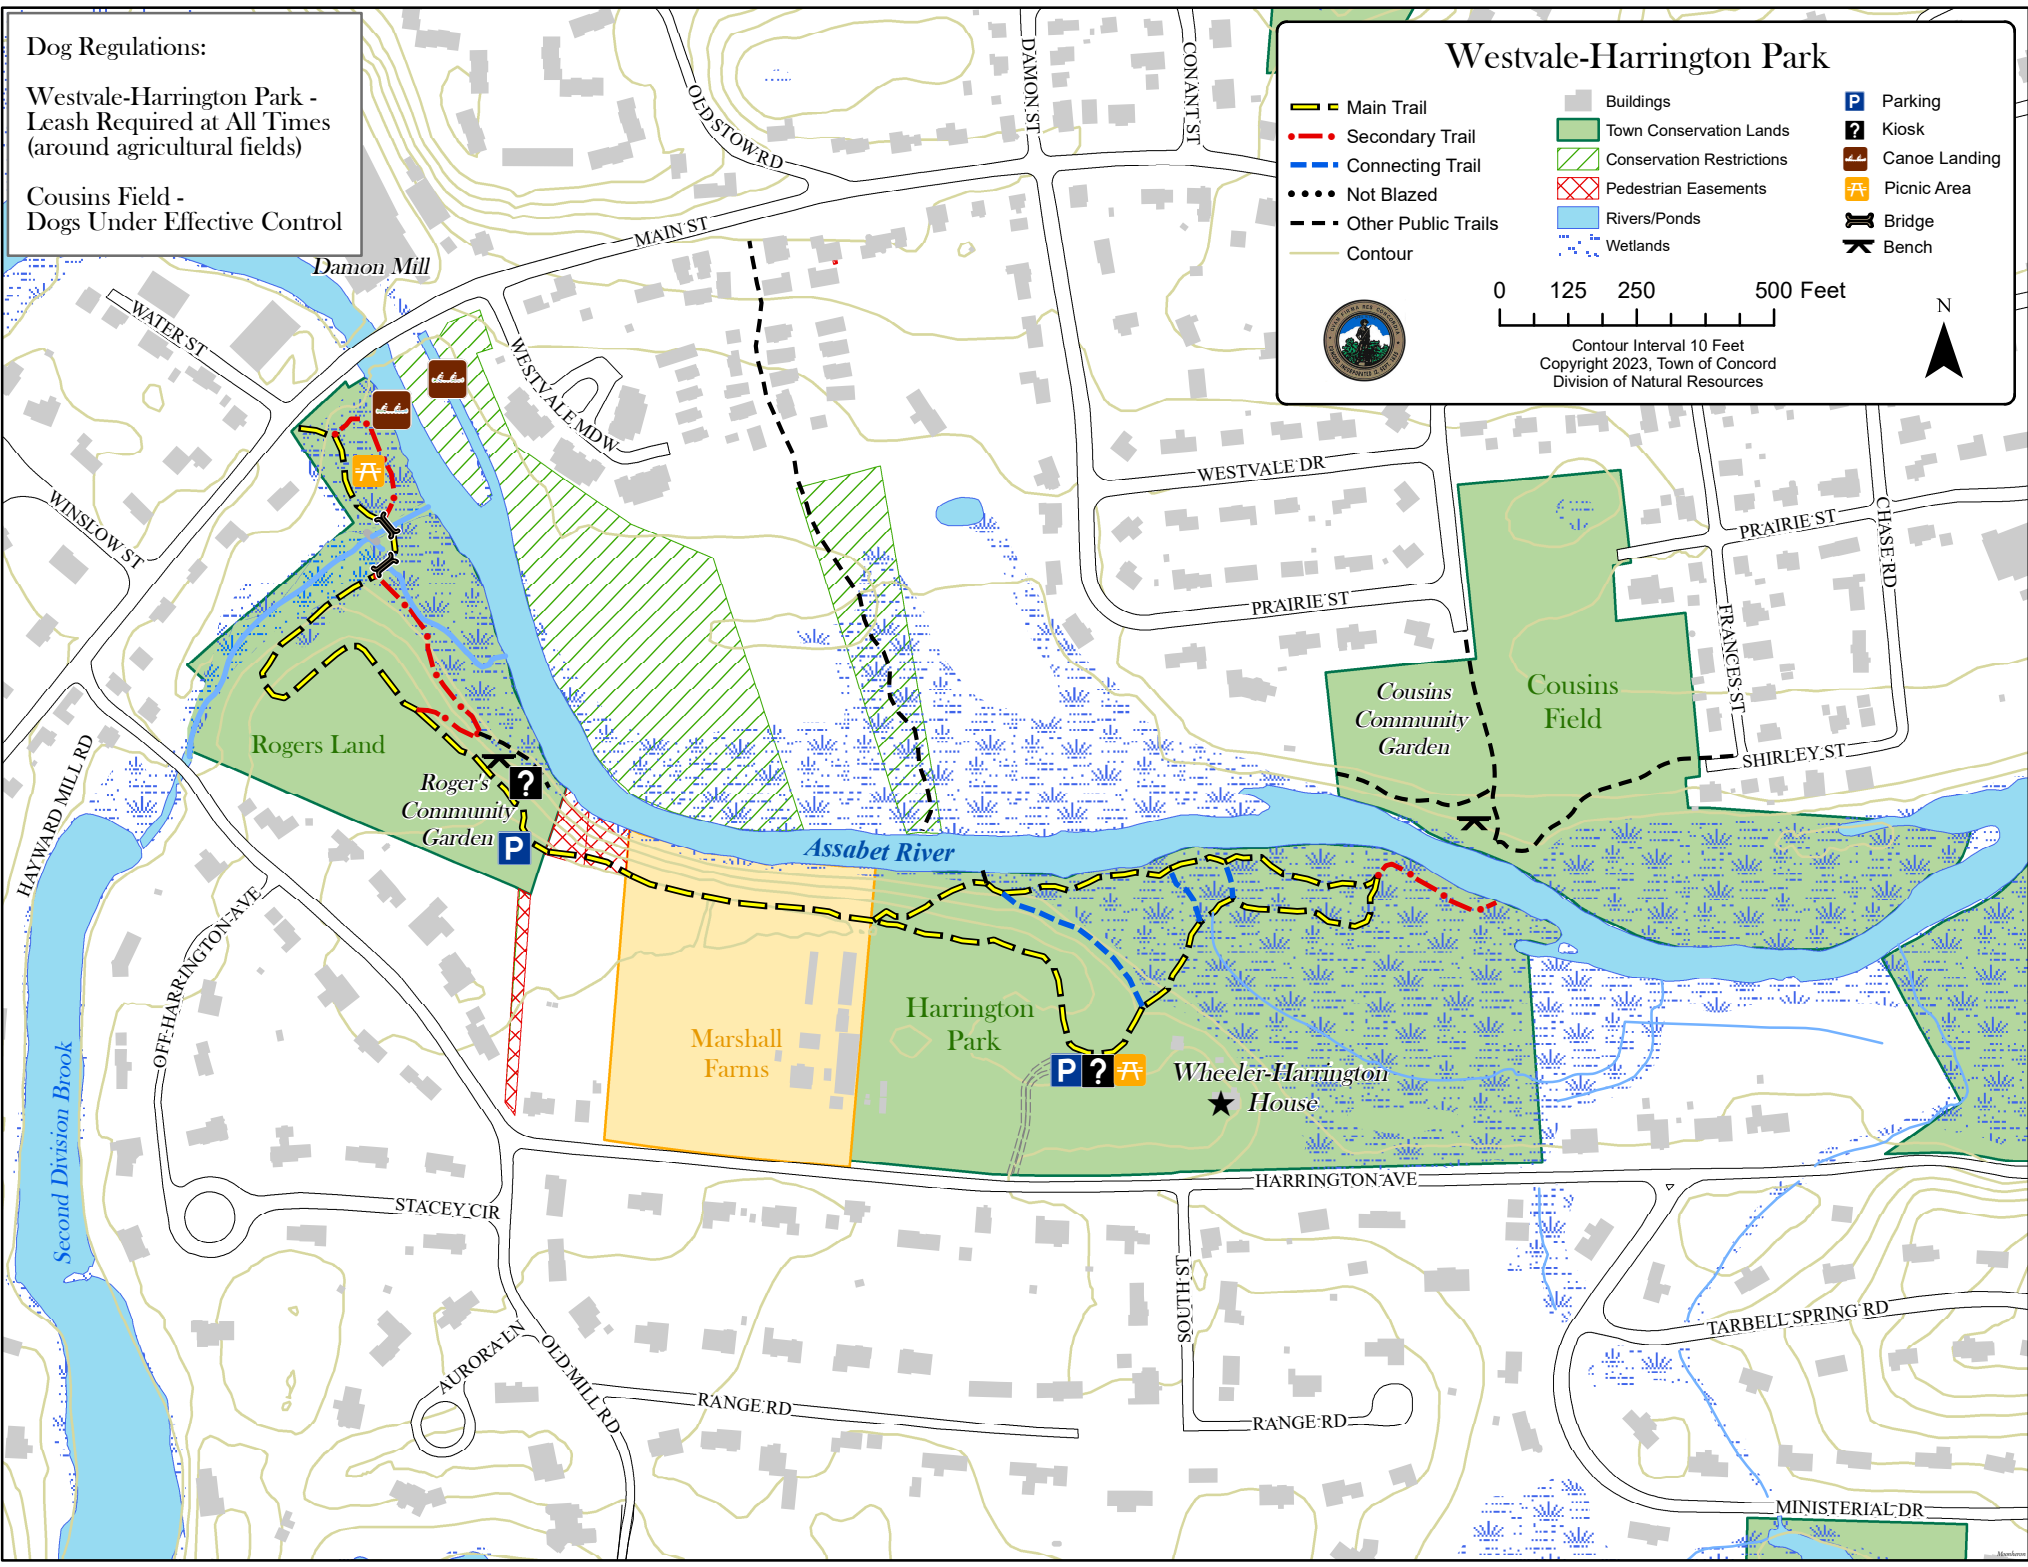 Dog Regulations:
Westvale-Harrington Park -
Leash Required at All Times
(around agricultural fields)
Cousins Field -
Dogs Under Effective Control
Westvale-Harrington Park
Main Trail
Secondary Trail
Connecting Trail
Not Blazed
Other Public Trails
Contour
Buildings
Town Conservation Lands
Conservation Restrictions
Pedestrian Easements
Rivers/Ponds
Wetlands
P Parking
? Kiosk
Canoe Landing
Picnic Area
Bridge
Bench
0 125 250 500 Feet
Contour Interval 10 Feet
Copyright 2023, Town of Concord
Division of Natural Resources
N
OLD STOW RD
DAMON ST
CONANT ST
MAIN ST
Damon Mill
WATER ST
WESTVALE MDW
WINSLOW ST
WESTVALE DR
PRAIRIE ST
PRAIRIE ST
CHASE RD
FRANCES ST
SHIRLEY ST
Cousins
Community
Garden
Cousins
Field
Rogers Land
HAYWARD MILL RD
Roger's
Community
Garden
?
P
Assabet River
OFF HARRINGTON AVE
Marshall
Farms
Harrington
Park
P
?
Wheeler-Harrington
House
Second Division Brook
HARRINGTON AVE
STACEY CIR
SOUTH ST
AURORA LN
OLD MILL RD
RANGE RD
RANGE RD
TARBELL SPRING RD
MINISTERIAL DR